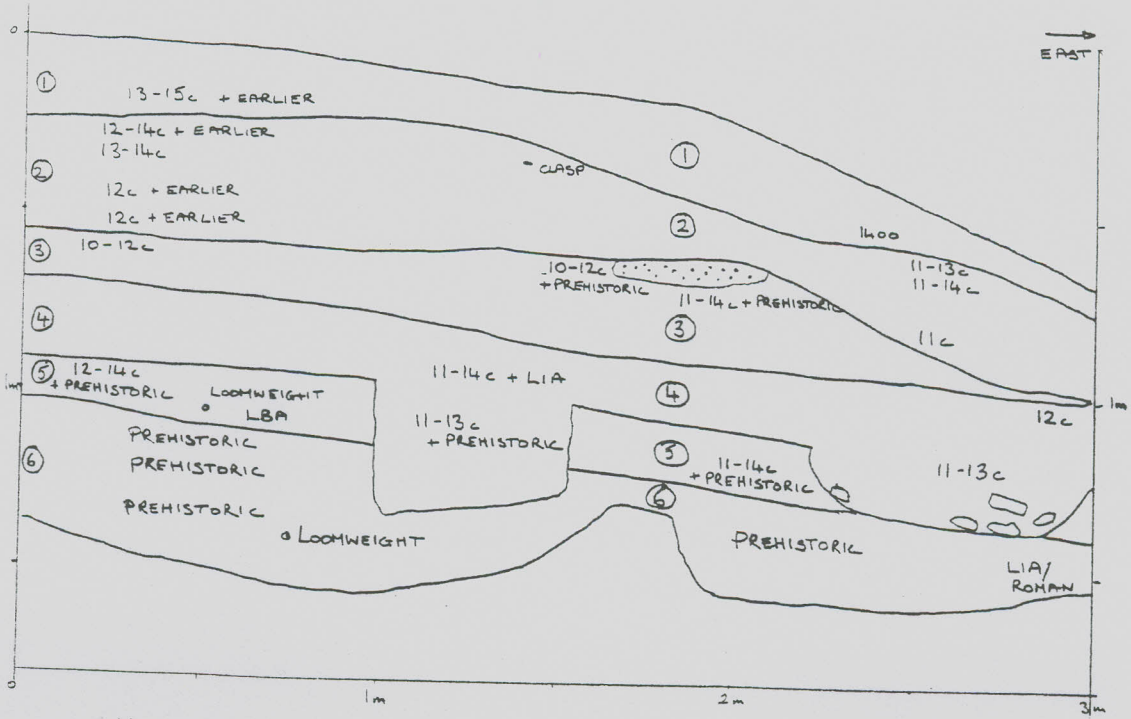 0
EAST
1
13-15c + EARLIER
12-14c + EARLIER
13-14c
1
CLASP
2
12c + EARLIER
12c + EARLIER
2
1400
3
10-12c
10-12c
+ PREHISTORIC
11-13c
11-14c
11-14c + PREHISTORIC
4
3
11c
1m
5
12-14c
+ PREHISTORIC
LOOMWEIGHT
LBA
11-14c + LIA
4
1m
12c
11-13c
+ PREHISTORIC
PREHISTORIC
6
PREHISTORIC
5
11-14c
+ PREHISTORIC
11-13c
6
PREHISTORIC
LOOMWEIGHT
PREHISTORIC
LIA/
ROMAN
0
1m
2m
3m